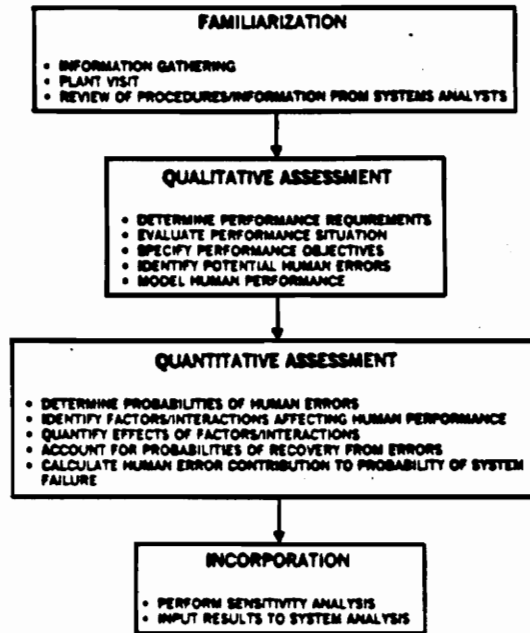 FAMILIARIZATION
• INFORMATION GATHERING
• PLANT VISIT
• REVIEW OF PROCEDURES/INFORMATION FROM SYSTEMS ANALYSTS
QUALITATIVE ASSESSMENT
• DETERMINE PERFORMANCE REQUIREMENTS
• EVALUATE PERFORMANCE SITUATION
• SPECIFY PERFORMANCE OBJECTIVES
• IDENTIFY POTENTIAL HUMAN ERRORS
• MODEL HUMAN PERFORMANCE
QUANTITATIVE ASSESSMENT
• DETERMINE PROBABILITIES OF HUMAN ERRORS
• IDENTIFY FACTORS/INTERACTIONS AFFECTING HUMAN PERFORMANCE
• QUANTIFY EFFECTS OF FACTORS/INTERACTIONS
• ACCOUNT FOR PROBABILITIES OF RECOVERY FROM ERRORS
• CALCULATE HUMAN ERROR CONTRIBUTION TO PROBABILITY OF SYSTEM
FAILURE
INCORPORATION
• PERFORM SENSITIVITY ANALYSIS
• INPUT RESULTS TO SYSTEM ANALYSIS